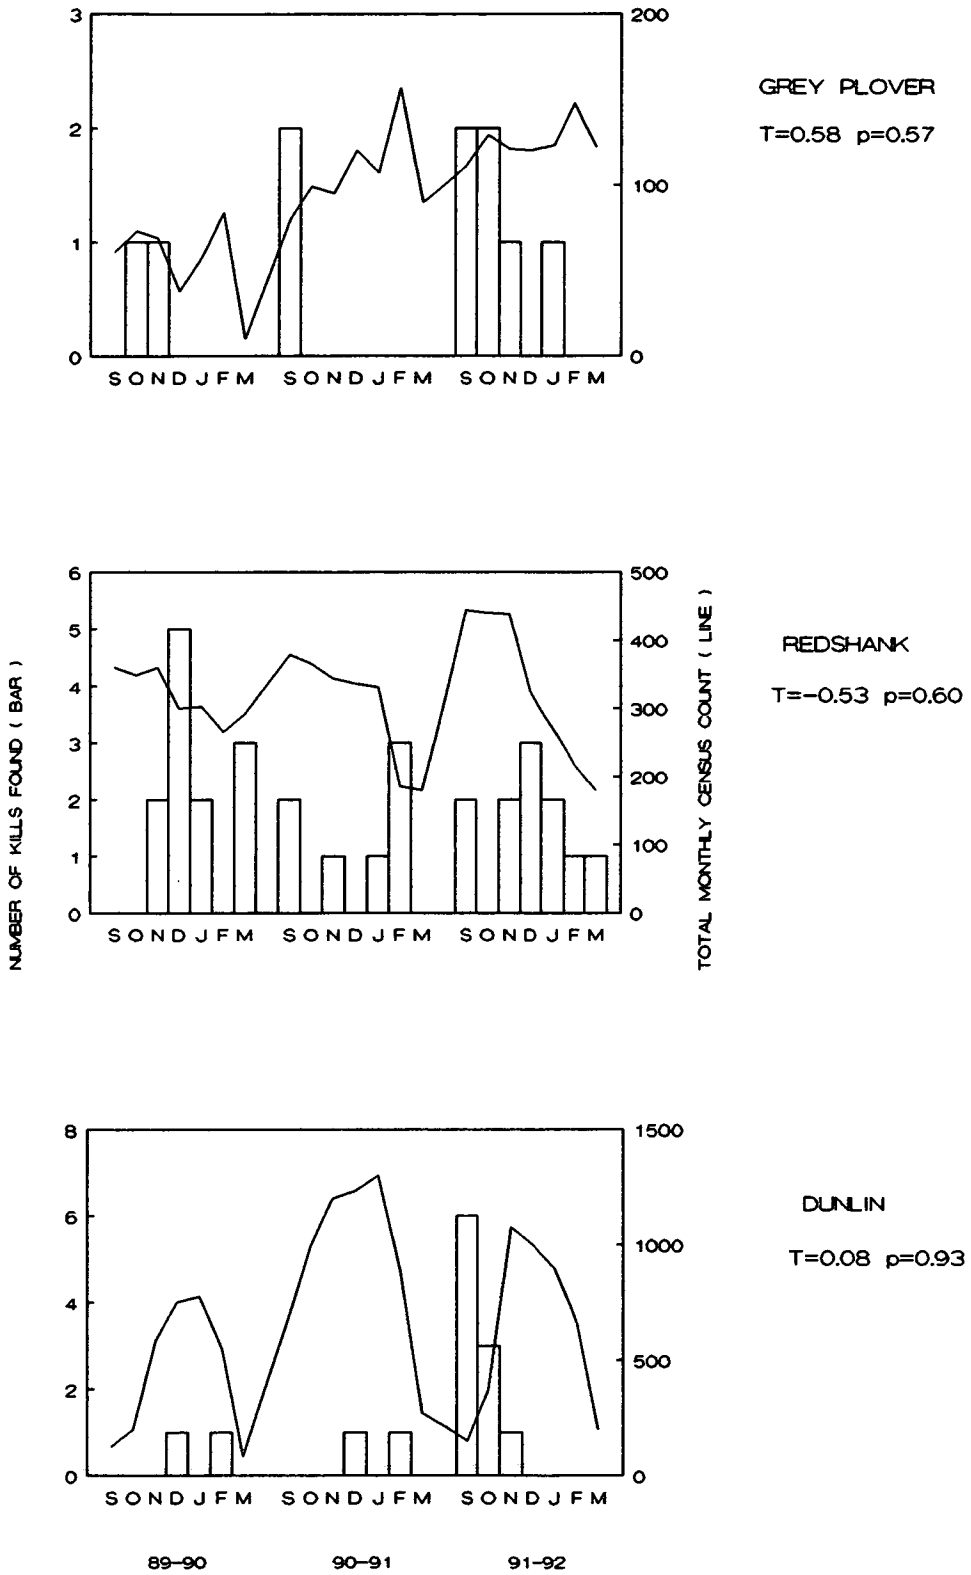 3
2
1
0
200
100
0
S O N D J F M S O N D J F M S O N D J F M
GREY PLOVER
T=0.58 p=0.57
NUMBER OF KILLS FOUND ( BAR )
6
5
4
3
2
1
0
500
400
300
200
100
0
S O N D J F M S O N D J F M S O N D J F M
TOTAL MONTHLY CENSUS COUNT ( LINE )
REDSHANK
T=-0.53 p=0.60
8
6
4
2
0
1500
1000
500
0
S O N D J F M S O N D J F M S O N D J F M
DUNLIN
T=0.08 p=0.93
89-90 90-91 91-92